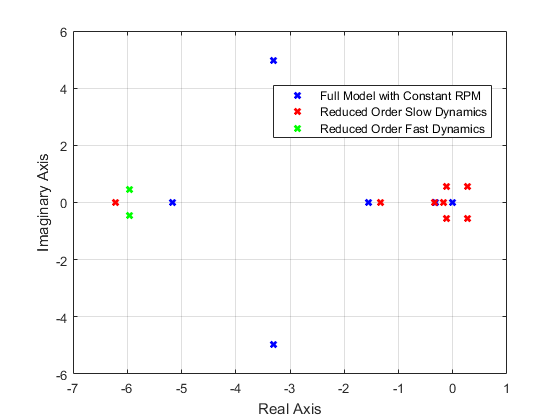 6
4
2
0
-2
-4
-6
Imaginary Axis
Full Model with Constant RPM
Reduced Order Slow Dynamics
Reduced Order Fast Dynamics
-7 -6 -5 -4 -3 -2 -1 0 1
Real Axis